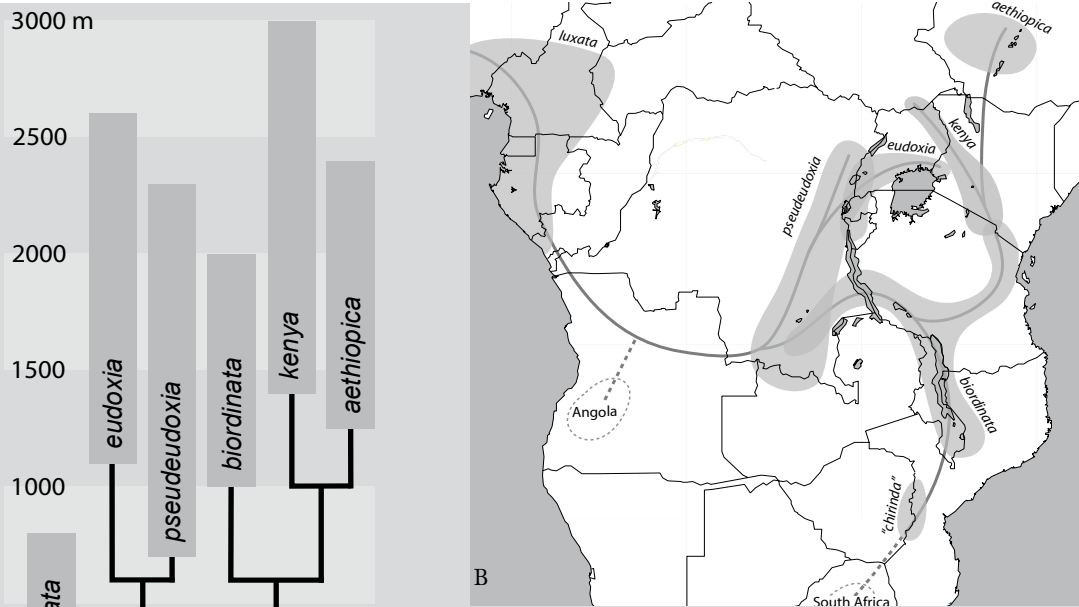 3000 m
2500
2000
1500
1000
eudoxia
pseudeudoxia
biordinata
kenya
aethiopica
ata
luxata
aethiopica
kenya
eudoxia
pseudeudoxia
biordinata
Angola
"chirinda"
B
South Africa